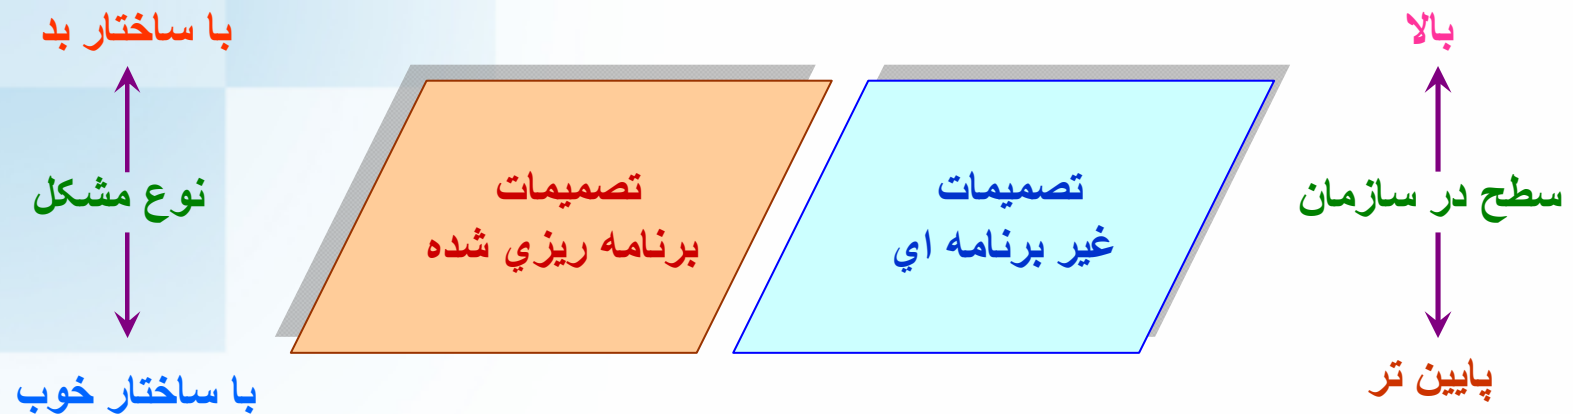 بالا
با ساختار بد
سطح در سازمان
تصميمات
غير برنامه اي
تصميمات
برنامه ريزي شده
نوع مشكل
پايين تر
با ساختار خوب